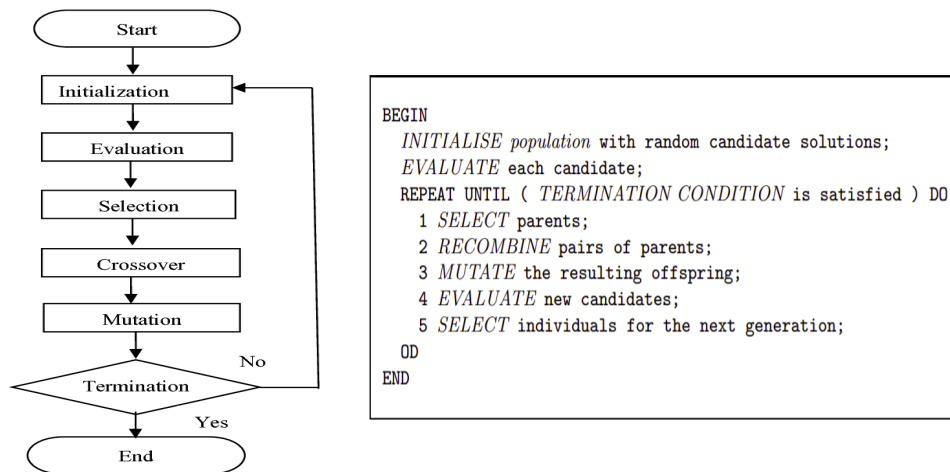 Start
Initialization
Evaluation
Selection
Crossover
Mutation
No
Termination
Yes
End
BEGIN
INITIALISE population with random candidate solutions;
EVALUATE each candidate;
REPEAT UNTIL ( TERMINATION CONDITION is satisfied ) DO
1 SELECT parents;
2 RECOMBINE pairs of parents;
3 MUTATE the resulting offspring;
4 EVALUATE new candidates;
5 SELECT individuals for the next generation;
OD
END